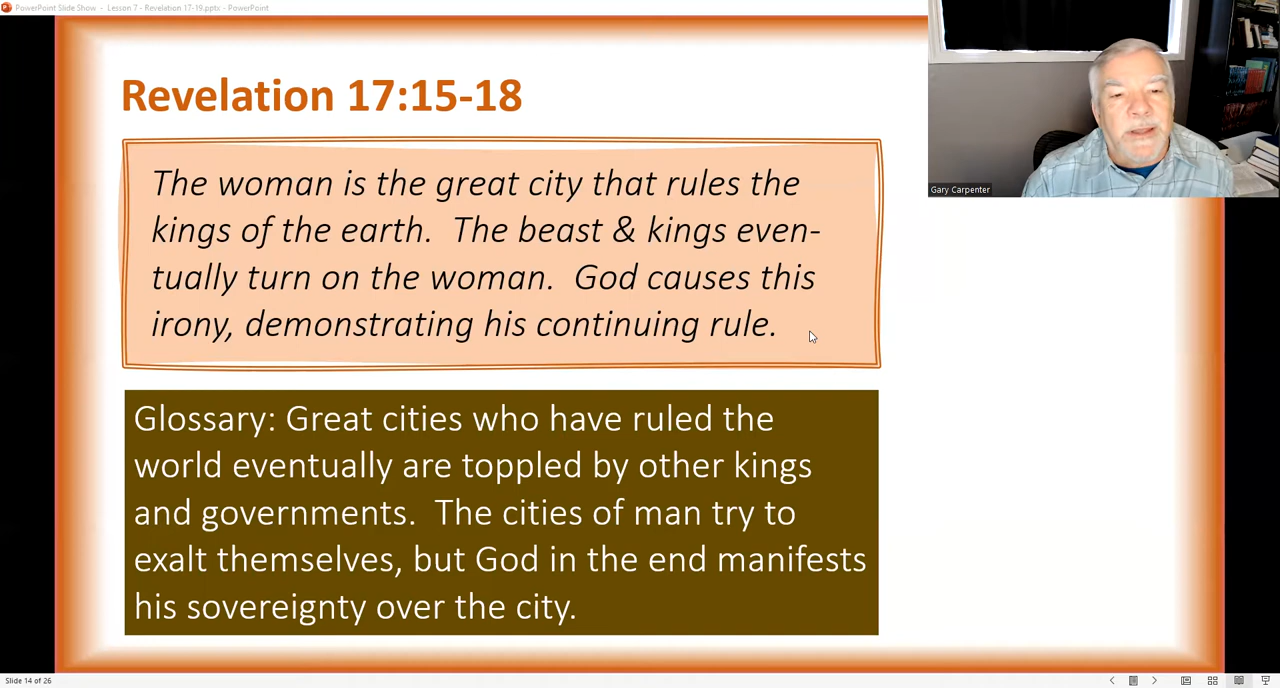 PowerPoint Slide Show - Lesson 7 - Revelation 17-19.pptx - PowerPoint
Revelation 17:15-18
The woman is the great city that rules the
kings of the earth. The beast & kings even-
tually turn on the woman. God causes this
irony, demonstrating his continuing rule.
Gary Carpenter
Glossary: Great cities who have ruled the
world eventually are toppled by other kings
and governments. The cities of man try to
exalt themselves, but God in the end manifests
his sovereignty over the city.
Slide 14 of 26